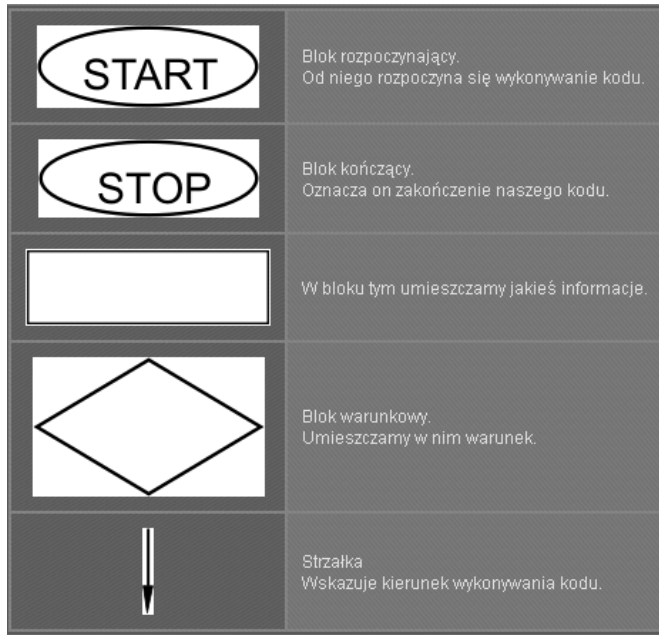 START
Blok rozpoczynający.
Od niego rozpoczyna się wykonywanie kodu.
STOP
Blok kończący.
Oznacza on zakończenie naszego kodu.
W bloku tym umieszczamy jakieś informacje.
Blok warunkowy.
Umieszczamy w nim warunek.
Strzałka
Wskazuje kierunek wykonywania kodu.